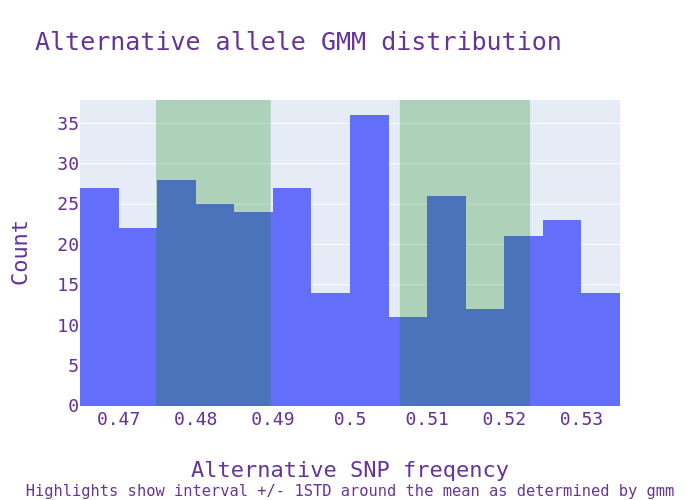 Alternative allele GMM distribution
Count
35
30
25
20
15
10
5
0
0.47 0.48 0.49 0.5 0.51 0.52 0.53
Alternative SNP freqency
Highlights show interval +/- 1STD around the mean as determined by gmm